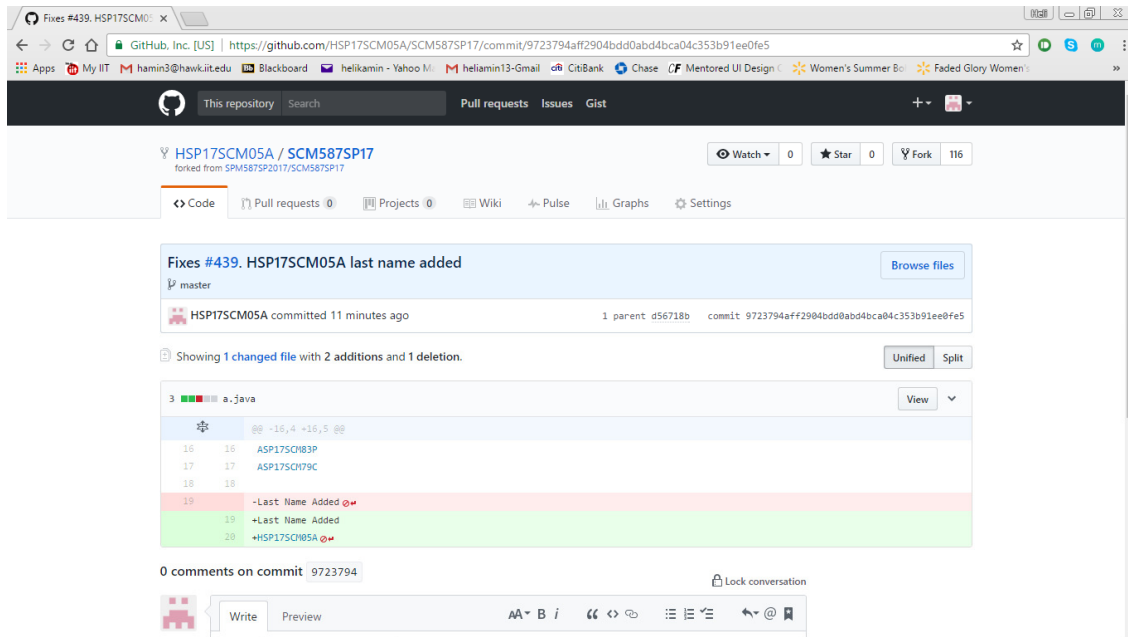 Fixes #439. HSP17SCM05
Heli
GitHub, Inc. [US] | https://github.com/HSP17SCM05A/SCM587SP17/commit/9723794aff2904bdd0abd4bca04c353b91ee0fe5
Apps My IIT hamin3@hawk.iit.edu Blackboard helikamin - Yahoo Ma heliamin13-Gmail CitiBank Chase Mentored UI Design Women's Summer Bo Faded Glory Women's »
This repository Search Pull requests Issues Gist
HSP17SCM05A / SCM587SP17
Watch 0 Star 0 Fork 116
forked from SPM587SP2017/SCM587SP17
Code Pull requests 0 Projects 0 Wiki Pulse Graphs Settings
Fixes #439. HSP17SCM05A last name added
Browse files
master
HSP17SCM05A committed 11 minutes ago 1 parent d56718b commit 9723794aff2904bdd0abd4bca04c353b91ee0fe5
Showing 1 changed file with 2 additions and 1 deletion. Unified Split
3 a.java View
@@ -16,4 +16,5 @@
16 16 ASP17SCM83P
17 17 ASP17SCM79C
18 18
19 -Last Name Added
19 +Last Name Added
20 +HSP17SCM05A
0 comments on commit 9723794
Lock conversation
Write Preview AA B i “ <> @